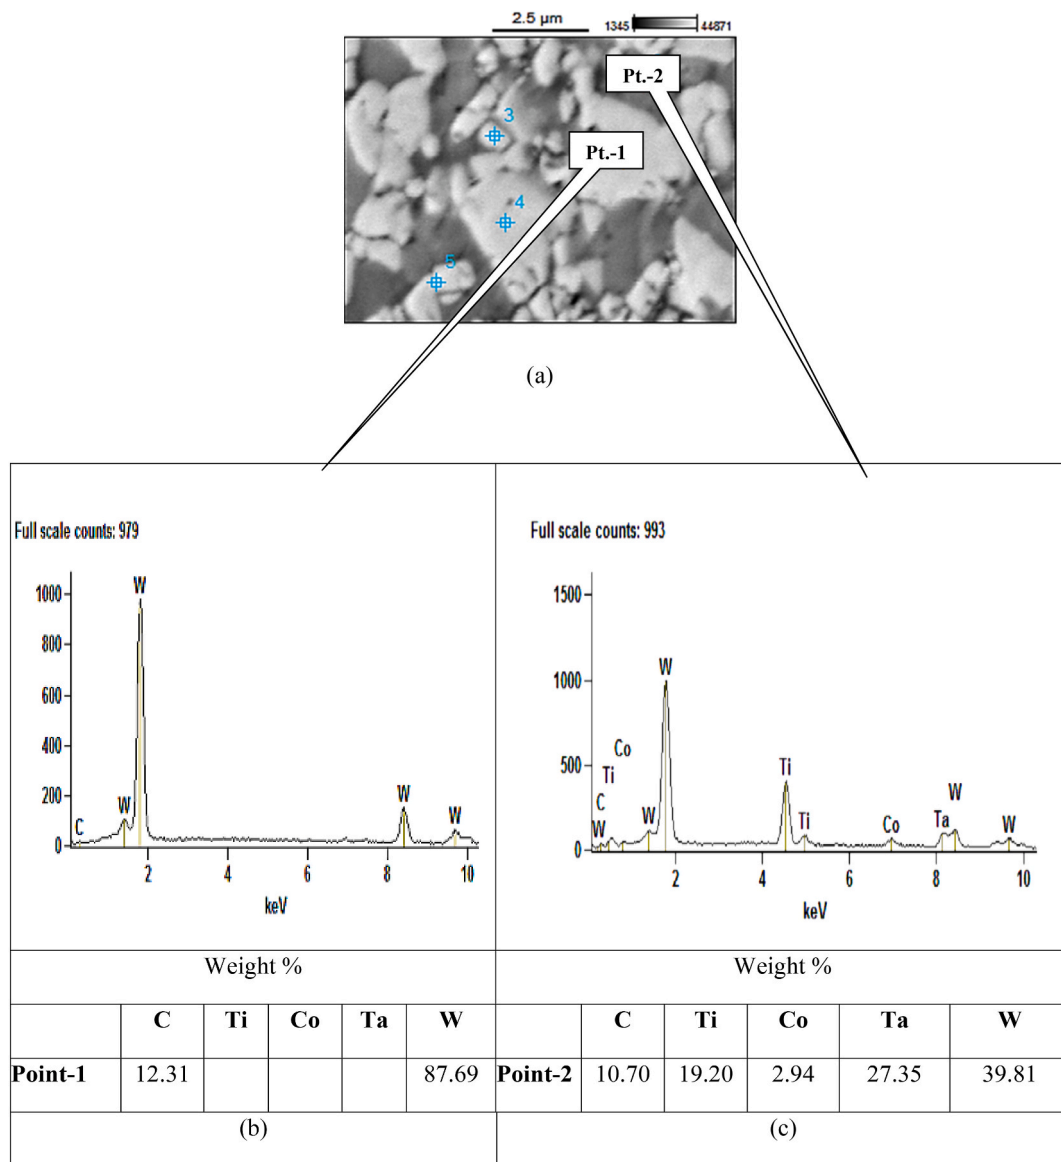 2.5 µm
1345 44871
Pt.-2
3
Pt.-1
4
5
(a)
Full scale counts: 979
W
1000
800
600
400
200
0
C
W
W
W
2 4 6 8 10
keV
Full scale counts: 993
1500
1000
500
0
W
Co
Ti
C
W
W
Ti
Ti
Co
Ta
W
W
2 4 6 8 10
keV
Weight %
C Ti Co Ta W
Point-1 12.31 87.69
(b)
Weight %
C Ti Co Ta W
Point-2 10.70 19.20 2.94 27.35 39.81
(c)